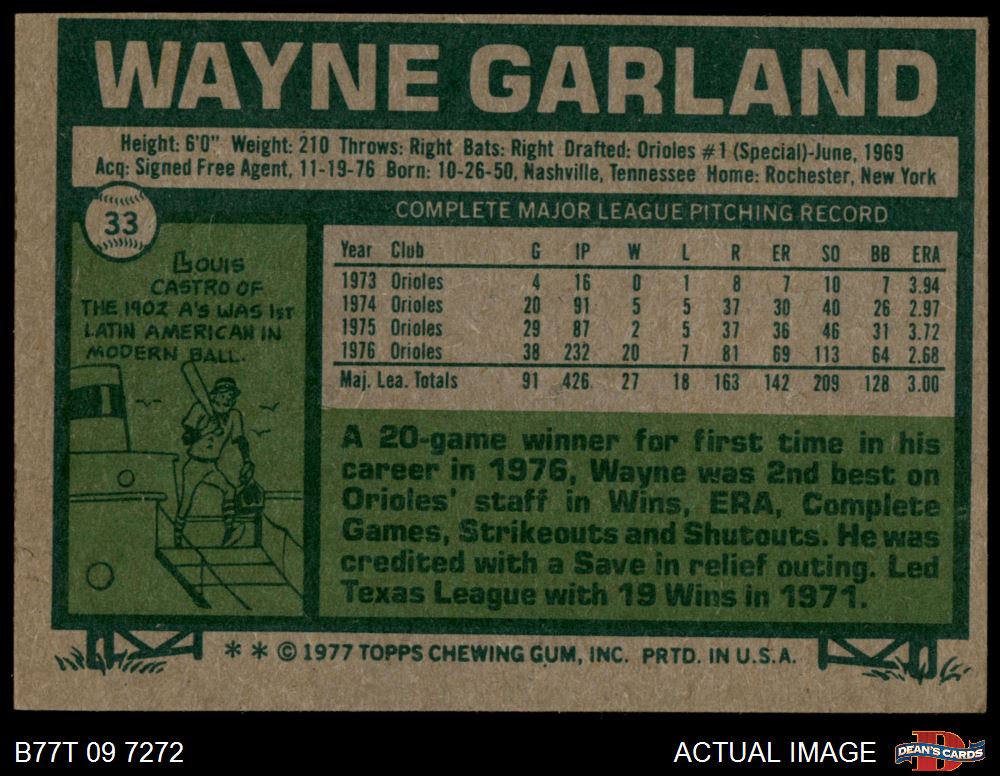 WAYNE GARLAND
Height: 6'0" Weight: 210 Throws: Right Bats: Right Drafted: Orioles #1 (Special)-June, 1969
Acq: Signed Free Agent, 11-19-76 Born: 10-26-50, Nashville, Tennessee Home: Rochester, New York
33
COMPLETE MAJOR LEAGUE PITCHING RECORD
LOUIS
CASTRO OF
THE 1902 A'S WAS 1ST
LATIN AMERICAN IN
MODERN BALL.
Year Club G IP W L R ER SO BB ERA
1973 Orioles 4 16 0 1 8 7 10 7 3.94
1974 Orioles 20 91 5 5 37 30 40 26 2.97
1975 Orioles 29 87 2 5 37 36 46 31 3.72
1976 Orioles 38 232 20 7 81 69 113 64 2.68
Maj. Lea. Totals 91 426 27 18 163 142 209 128 3.00
A 20-game winner for first time in his
career in 1976, Wayne was 2nd best on
Orioles' staff in Wins, ERA, Complete
Games, Strikeouts and Shutouts. He was
credited with a Save in relief outing. Led
Texas League with 19 Wins in 1971.
* * © 1977 TOPPS CHEWING GUM, INC. PRTD. IN U.S.A.
B77T 09 7272
ACTUAL IMAGE
D
DEAN'S CARDS